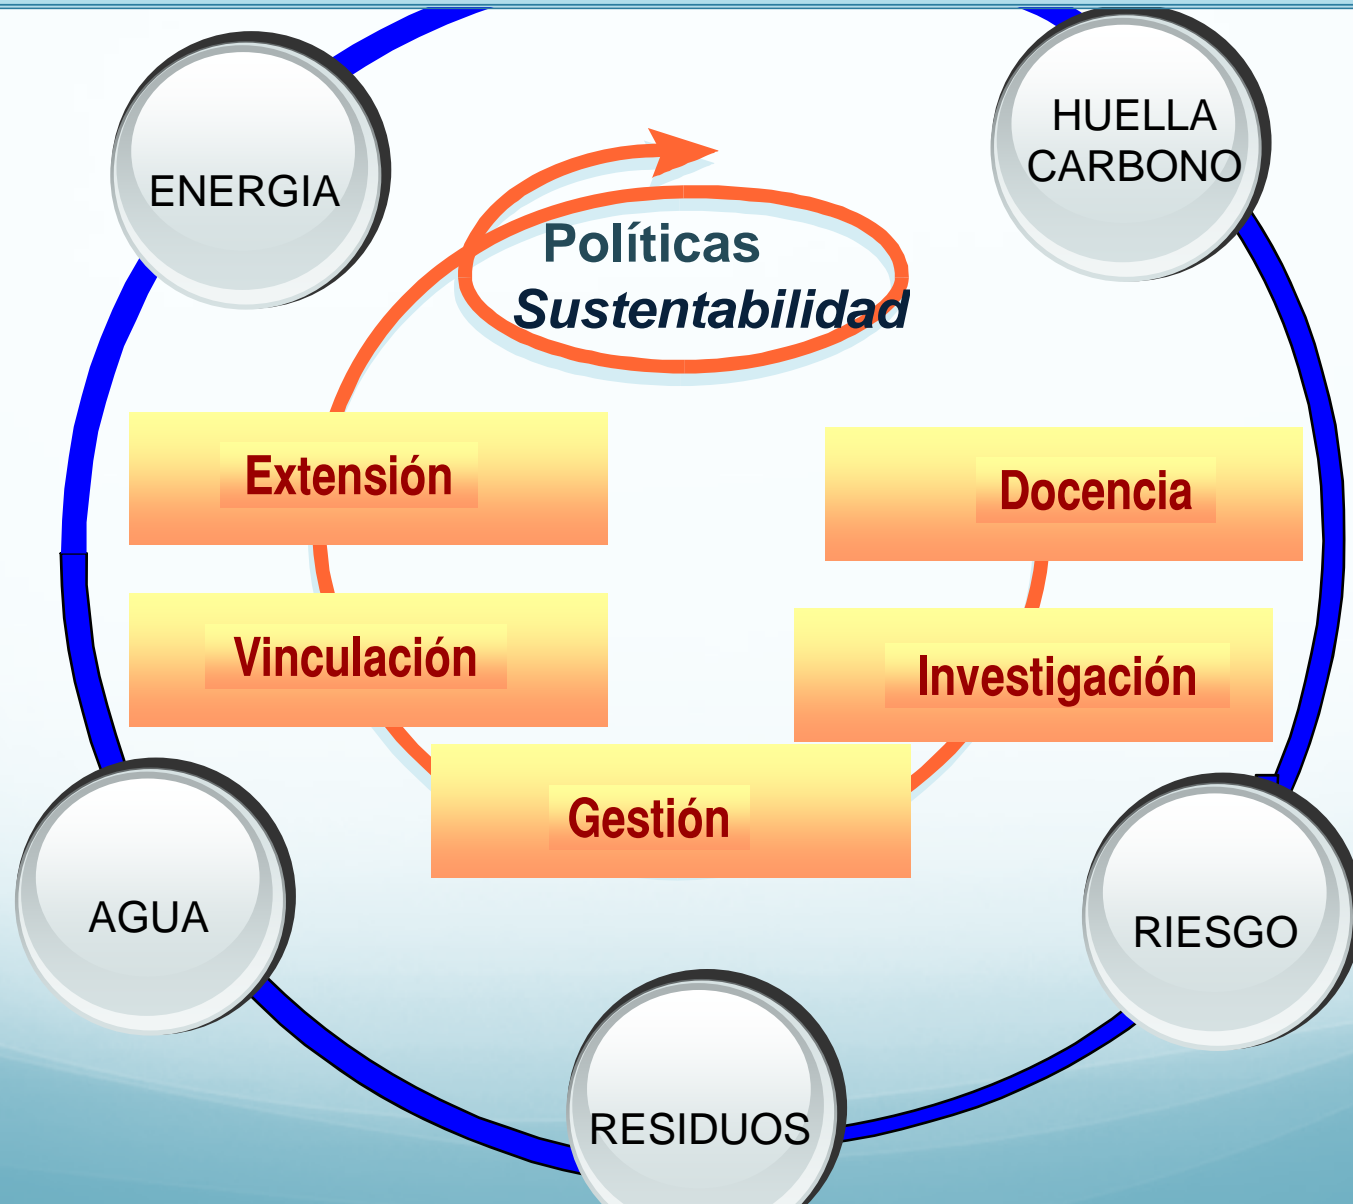 HUELLA
CARBONO
ENERGIA
Políticas
Sustentabilidad
Extensión
Docencia
Vinculación
Investigación
Gestión
AGUA
RIESGO
RESIDUOS